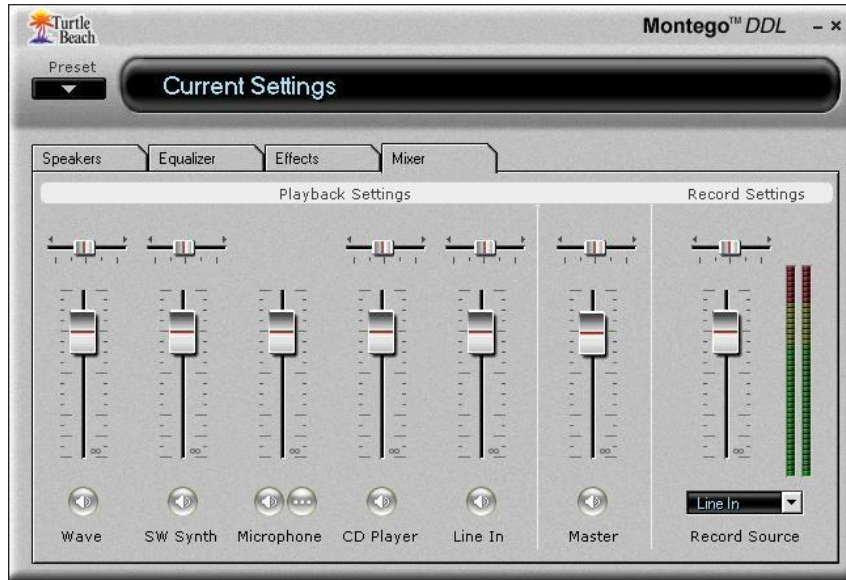 Turtle
Beach
Montego™ DDL
Preset
Current Settings
Speakers
Equalizer
Effects
Mixer
Playback Settings
Record Settings
∞
∞
∞
∞
∞
∞
∞
Line In
Wave
SW Synth
Microphone
CD Player
Line In
Master
Record Source